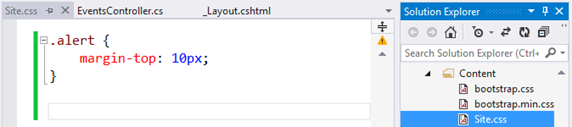 Site.css EventsController.cs _Layout.cshtml
.alert {
margin-top: 10px;
}
Solution Explorer
Search Solution Explorer (Ctrl+
Content
bootstrap.css
bootstrap.min.css
Site.css